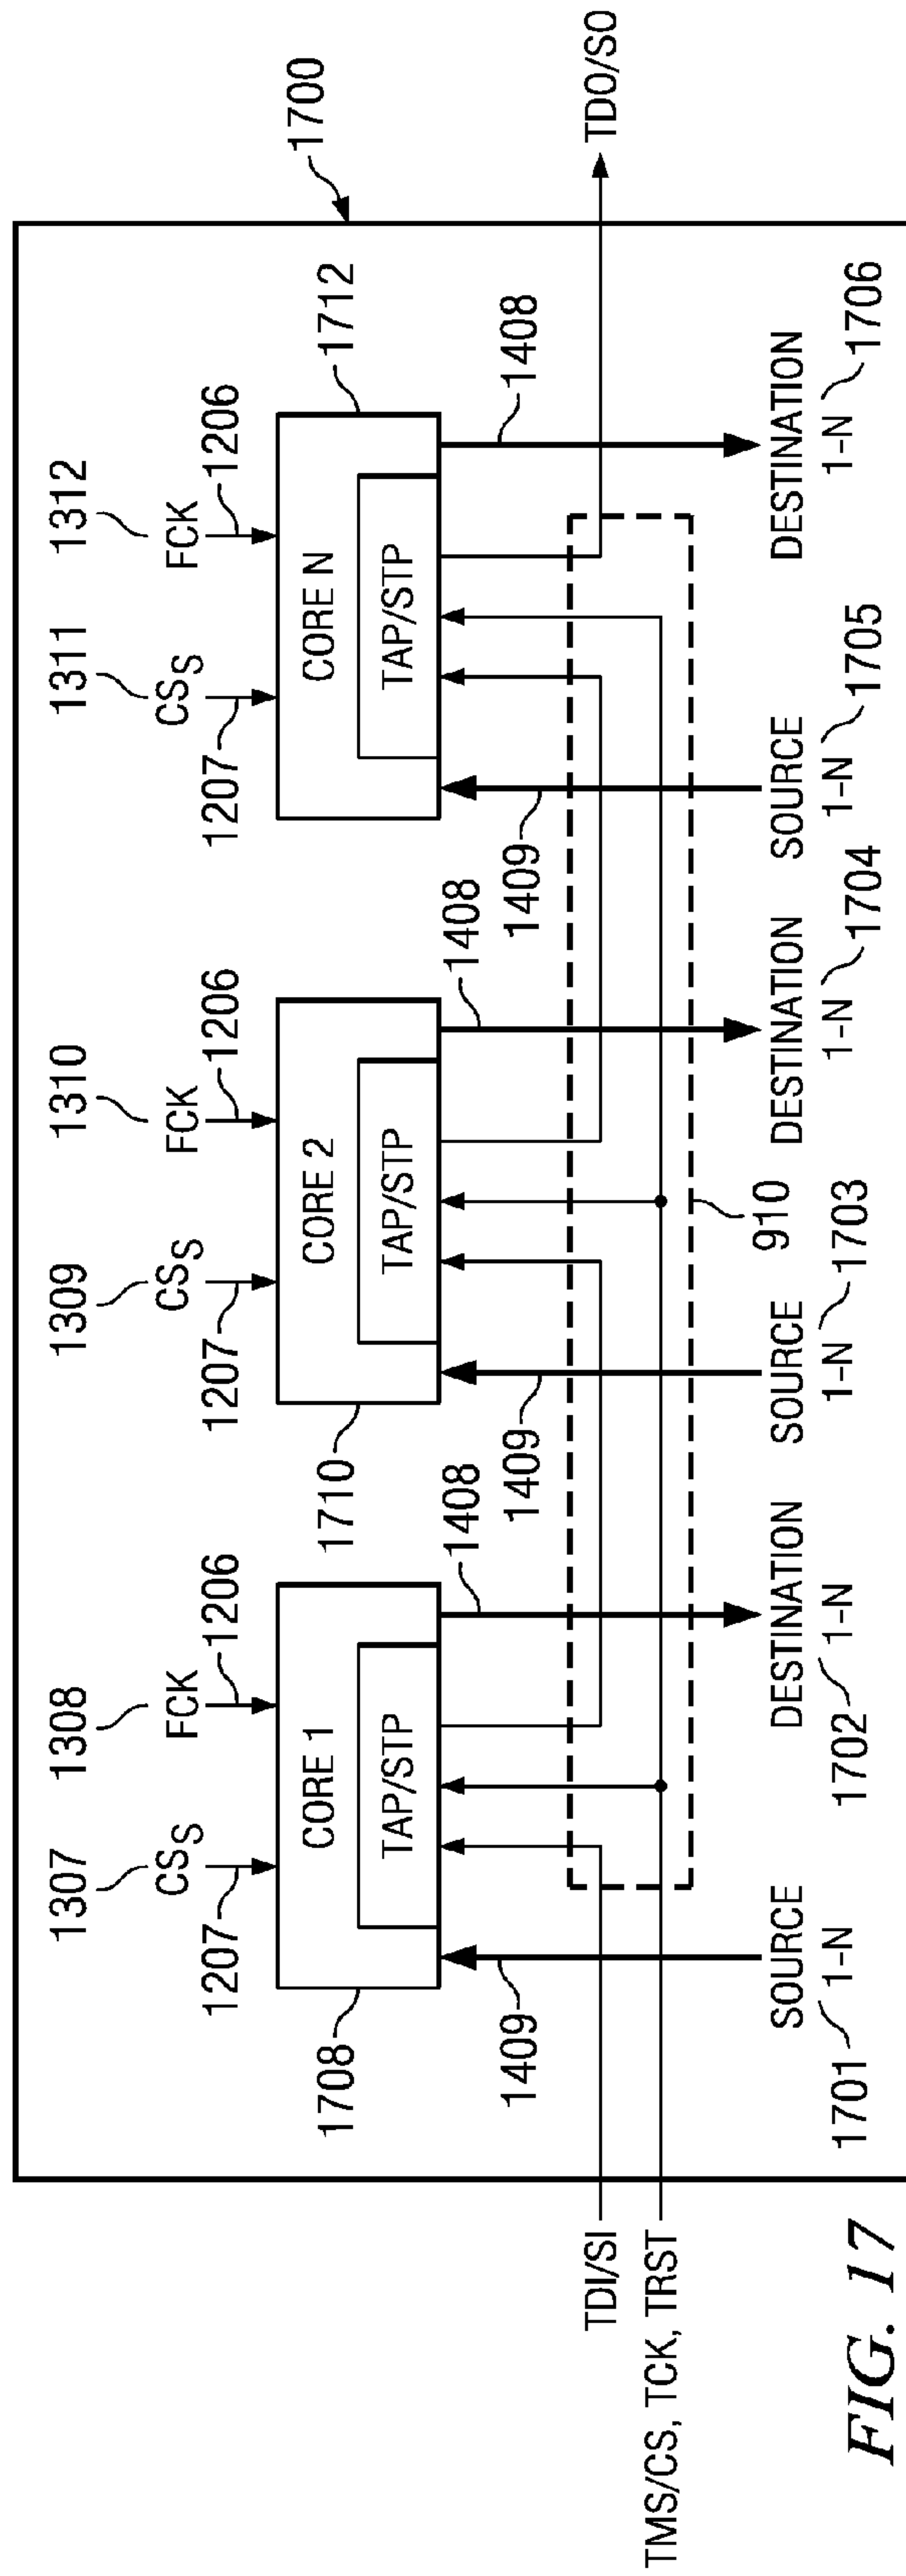 1700
1307
1308
1309
1310
1311
1312
CSS
FCK
CSS
FCK
CSS
FCK
1207
1206
1207
1206
1207
1206
CORE 1
CORE 2
CORE N
TAP/STP
TAP/STP
TAP/STP
1708
1710
1712
1409
1408
1409
1408
1409
1408
TDI/SI
TDO/SO
TMS/CS, TCK, TRST
910
SOURCE
1-N
1701
DESTINATION
1-N
1702
SOURCE
1-N
1703
DESTINATION
1-N
1704
SOURCE
1-N
1705
DESTINATION
1-N
1706
FIG. 17